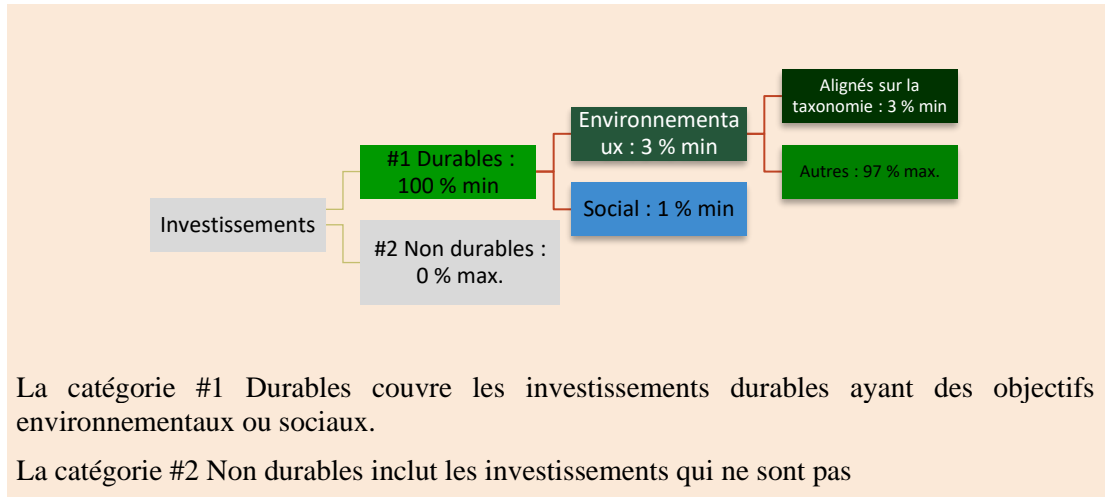 Investissements
#1 Durables :
100 % min
#2 Non durables :
0 % max.
Environnementa
ux : 3 % min
Social : 1 % min
Alignés sur la
taxonomie : 3 % min
Autres : 97 % max.
La catégorie #1 Durables couvre les investissements durables ayant des objectifs
environnementaux ou sociaux.
La catégorie #2 Non durables inclut les investissements qui ne sont pas